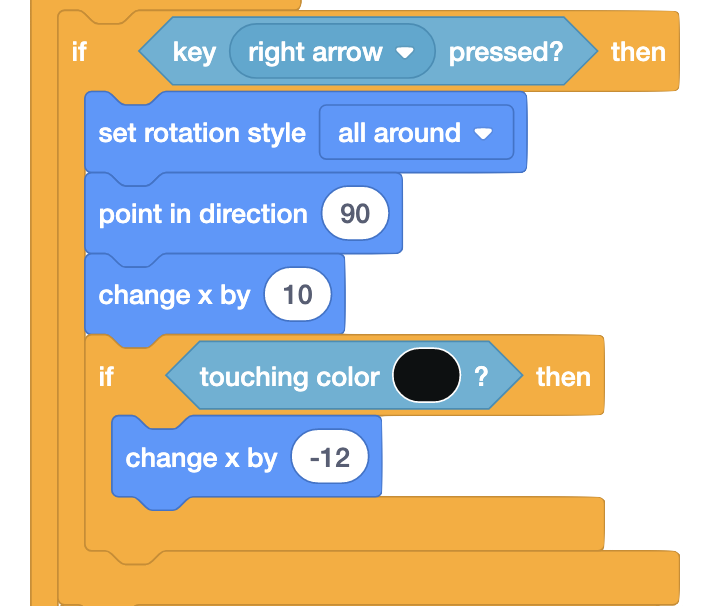 if key right arrow pressed? then
set rotation style all around
point in direction 90
change x by 10
if touching color ? then
change x by -12